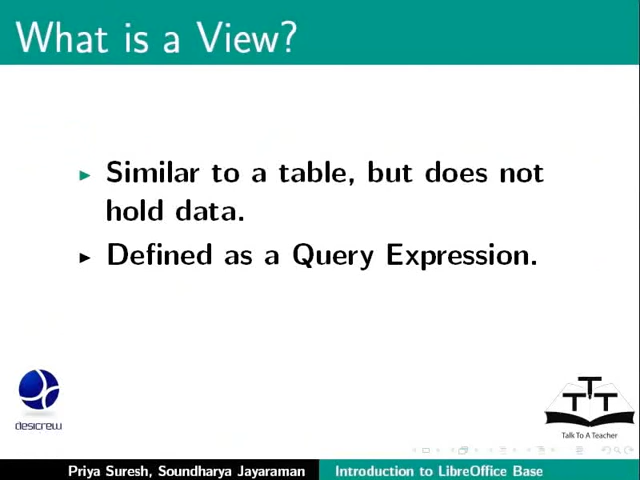 What is a View?
Similar to a table, but does not
hold data.
Defined as a Query Expression.
desicrew
TTT
Talk To A Teacher
Priya Suresh, Soundharya Jayaraman Introduction to LibreOffice Base